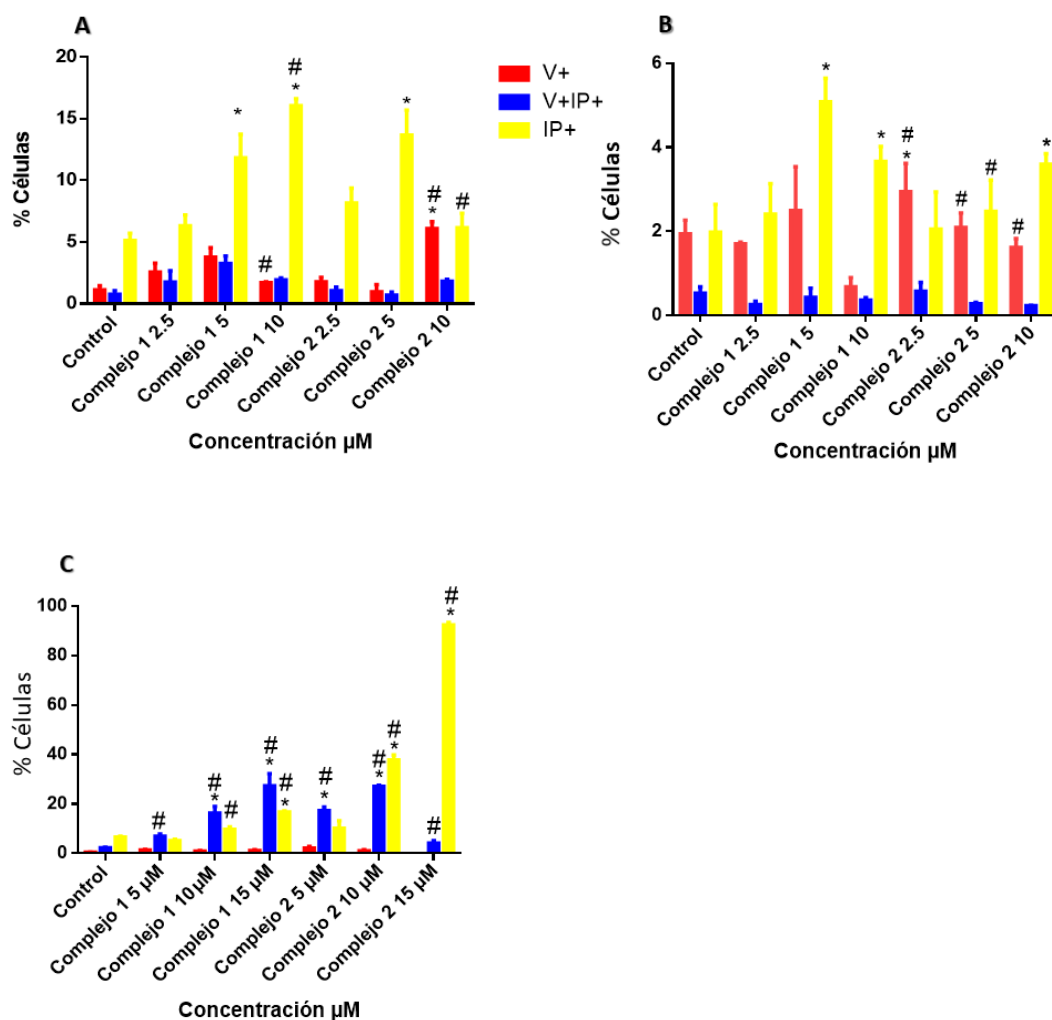 A
% Células
20
15
10
5
0
*
#
*
#
*
#
*
#
Control
Complejo 1 2.5
Complejo 1 5
Complejo 1 10
Complejo 2 2.5
Complejo 2 5
Complejo 2 10
Concentración µM
V+
V+IP+
IP+
B
% Células
6
4
2
0
*
*
#
*
#
#
#
*
Control
Complejo 1 2.5
Complejo 1 5
Complejo 1 10
Complejo 2 2.5
Complejo 2 5
Complejo 2 10
Concentración µM
C
% Células
100
80
60
40
20
0
#
#
*
#
#
*
#
*
#
*
#
*
#
*
#
#
*
Control
Complejo 1 5 µM
Complejo 1 10µM
Complejo 1 15 µM
Complejo 2 5 µM
Complejo 2 10 µM
Complejo 2 15 µM
Concentración µM